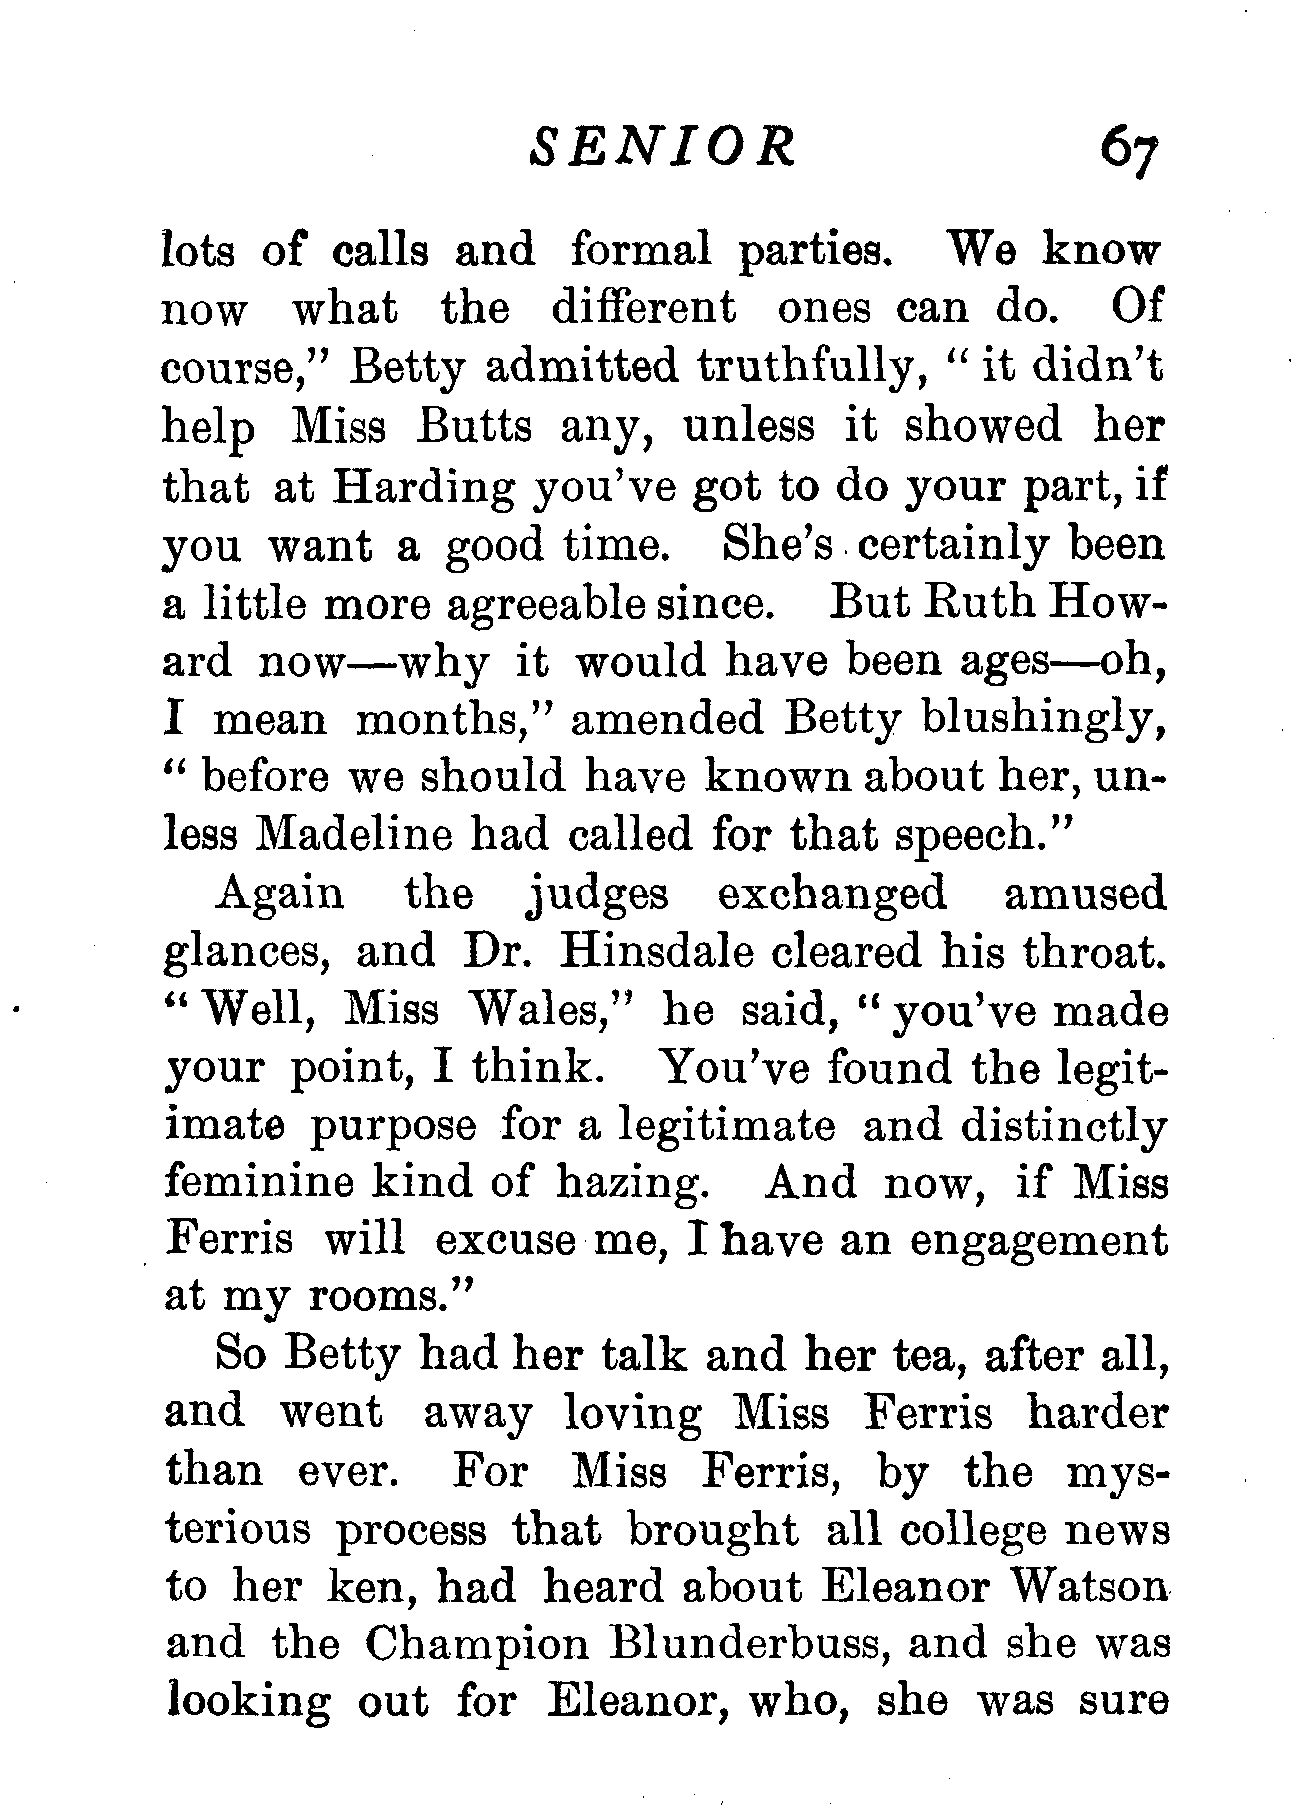 SENIOR 67
lots of calls and formal parties. We know
now what the different ones can do. Of
course,” Betty admitted truthfully, “ it didn’t
help Miss Butts any, unless it showed her
that at Harding you’ve got to do your part, if
you want a good time. She’s certainly been
a little more agreeable since. But Ruth How-
ard now—why it would have been ages—oh,
I mean months,” amended Betty blushingly,
“ before we should have known about her, un-
less Madeline had called for that speech.”
Again the judges exchanged amused
glances, and Dr. Hinsdale cleared his throat.
“ Well, Miss Wales,” he said, “ you’ve made
your point, I think. You’ve found the legit-
imate purpose for a legitimate and distinctly
feminine kind of hazing. And now, if Miss
Ferris will excuse me, I have an engagement
at my rooms.”
So Betty had her talk and her tea, after all,
and went away loving Miss Ferris harder
than ever. For Miss Ferris, by the mys-
terious process that brought all college news
to her ken, had heard about Eleanor Watson
and the Champion Blunderbuss, and she was
looking out for Eleanor, who, she was sure